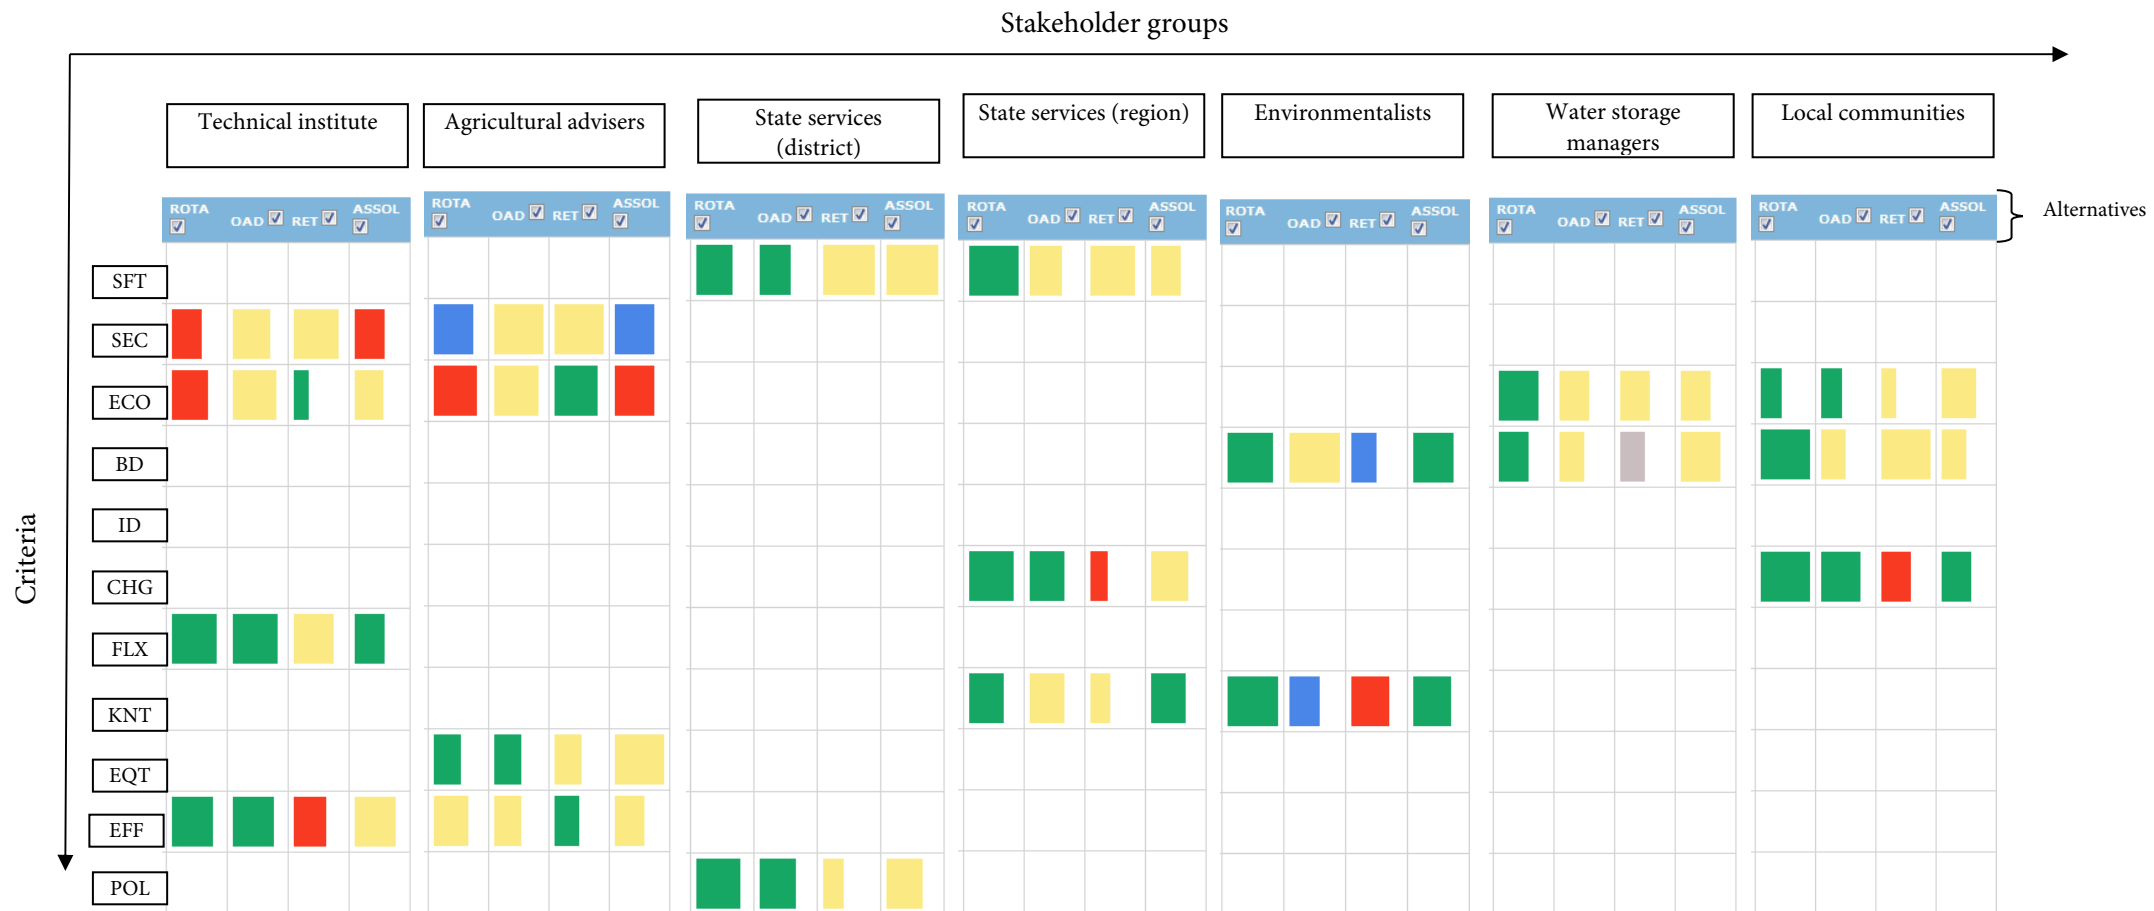 Stakeholder groups
Technical institute
Agricultural advisers
State services
(district)
State services (region)
Environmentalists
Water storage
managers
Local communities
ROTA OAD RET ASSOL
ROTA OAD RET ASSOL
ROTA OAD RET ASSOL
ROTA OAD RET ASSOL
ROTA OAD RET ASSOL
ROTA OAD RET ASSOL
ROTA OAD RET ASSOL
Alternatives
Criteria
SFT
SEC
ECO
BD
ID
CHG
FLX
KNT
EQT
EFF
POL